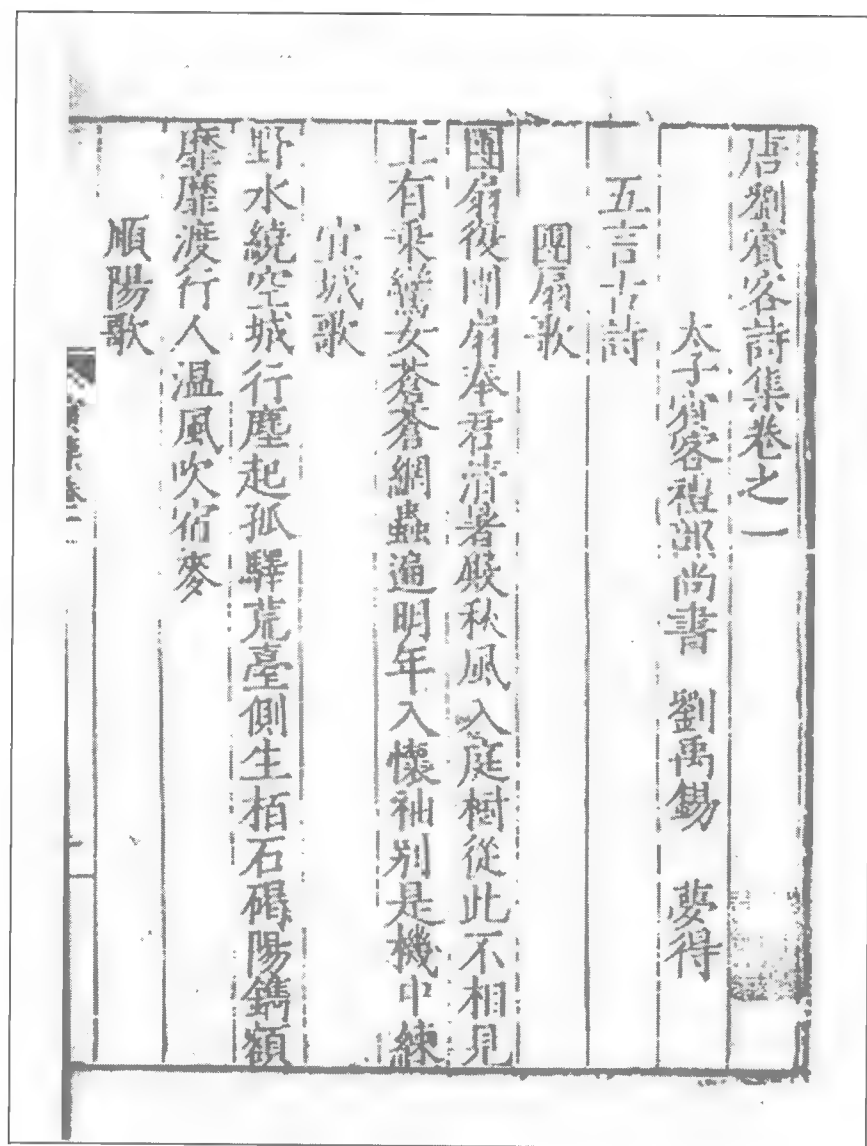 唐劉賓客詩集卷之一
太子賓客禮部尚書 劉禹錫 夢得
五言古詩
團扇歌
團扇復團扇奉君清暑殿秋風入庭樹從此不相見
上有乘鸞女蒼蒼網蟲遍明年入懷袖別是機中練
宜城歌
野水繞空城行塵起孤驛荒臺側生栢石碣陽鐫額
靡靡渡行人温風吹宿麥
順陽歌